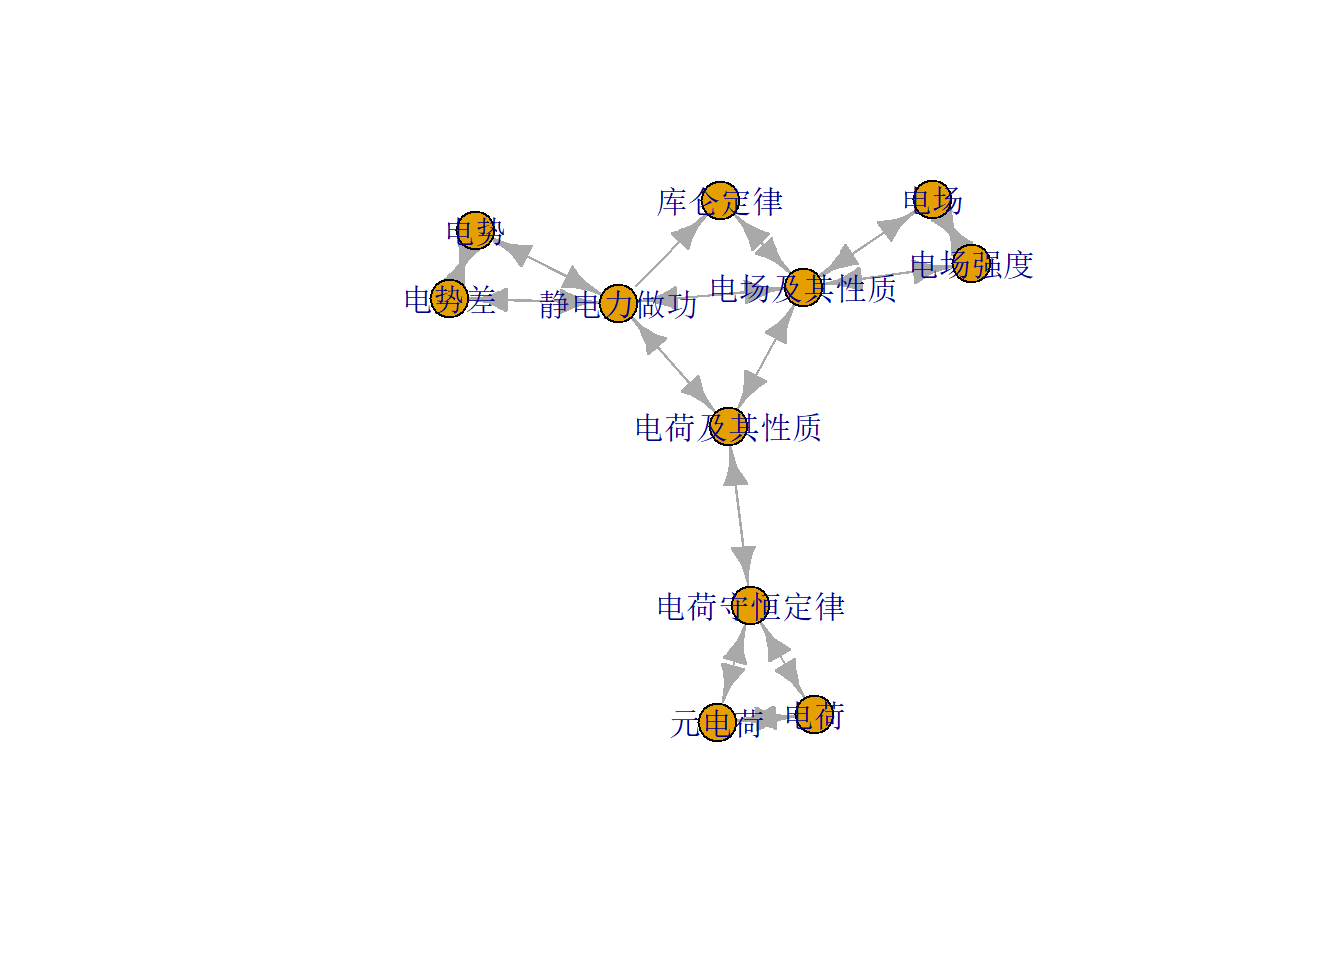 库仑定律
电场
电势
电场强度
电场及其性质
电势差
静电力做功
电荷及其性质
电荷守恒定律
元电荷
电荷